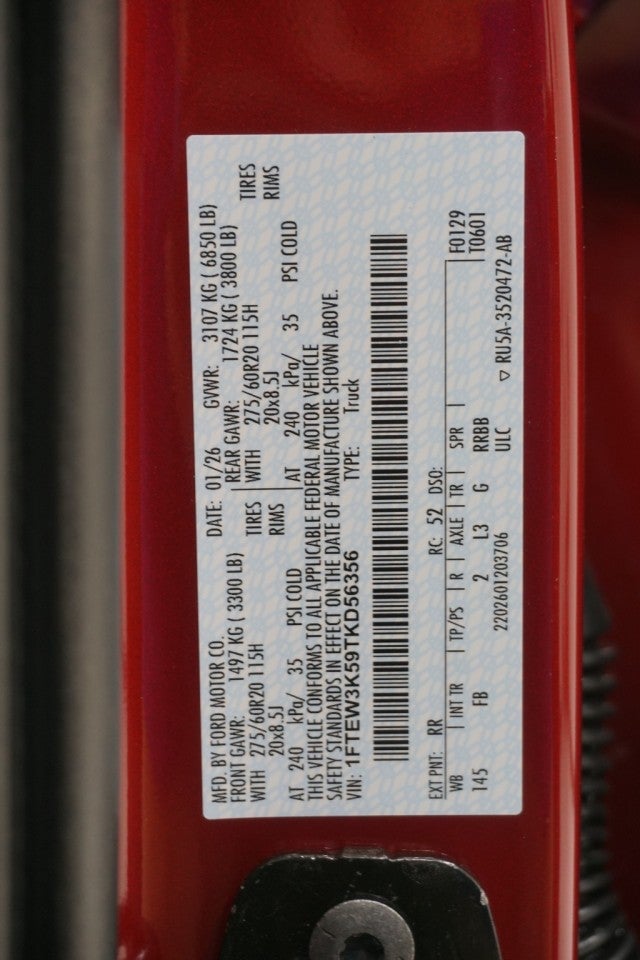 MFD. BY FORD MOTOR CO. DATE: 01/26 GVWR: 3107 KG ( 6850 LB)
FRONT GAWR: 1497 KG ( 3300 LB) REAR GAWR: 1724 KG ( 3800 LB)
WITH 275/60R20 115H TIRES WITH 275/60R20 115H TIRES
20x8.5J RIMS 20x8.5J RIMS
AT 240 kPa/ 35 PSI COLD AT 240 kPa/ 35 PSI COLD
THIS VEHICLE CONFORMS TO ALL APPLICABLE FEDERAL MOTOR VEHICLE
SAFETY STANDARDS IN EFFECT ON THE DATE OF MANUFACTURE SHOWN ABOVE.
VIN: 1FTEW3K59TKD56356 TYPE: Truck
EXT PNT: RR RC: 52 DSO: F0129
WB INT TR TP/PS R AXLE TR SPR T0601
145 FB 2 L3 G RRBB
2202601203706 ULC ▽ RU5A-3520472-AB